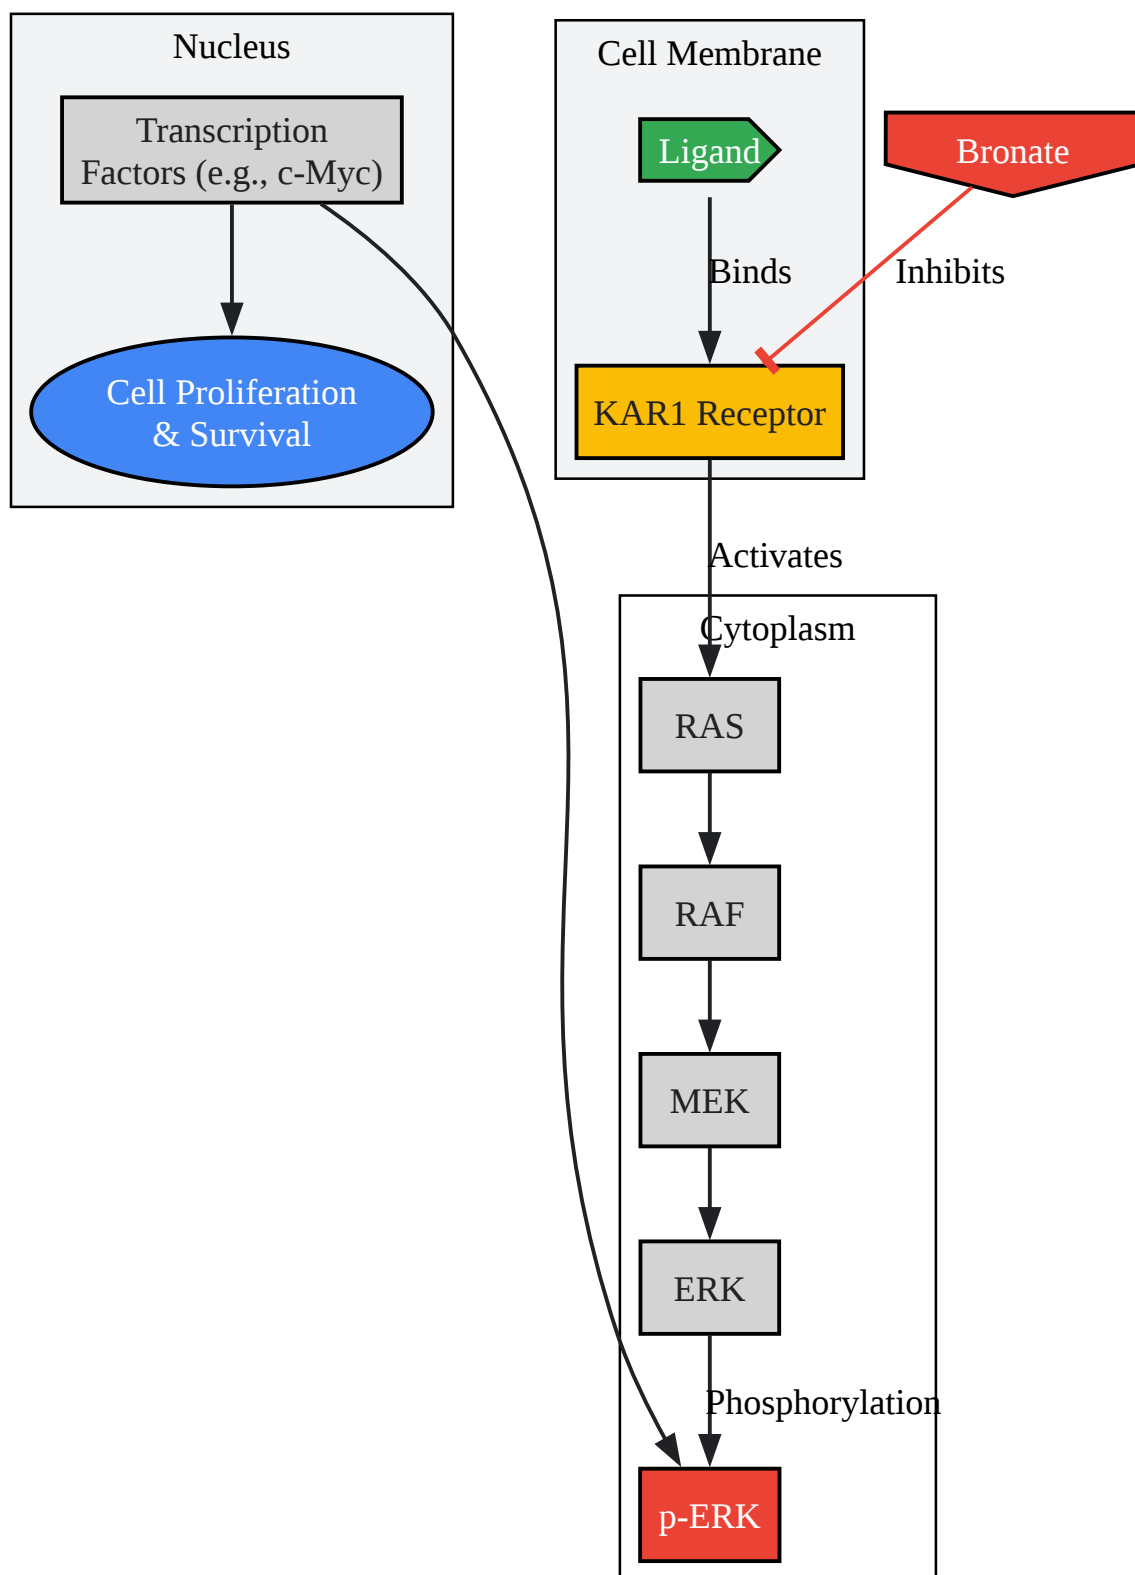 Nucleus
Transcription
Factors (e.g., c-Myc)
Cell Proliferation
& Survival
Cell Membrane
Ligand
Bronate
Binds
Inhibits
KAR1 Receptor
Activates
Cytoplasm
RAS
RAF
MEK
ERK
Phosphorylation
p-ERK